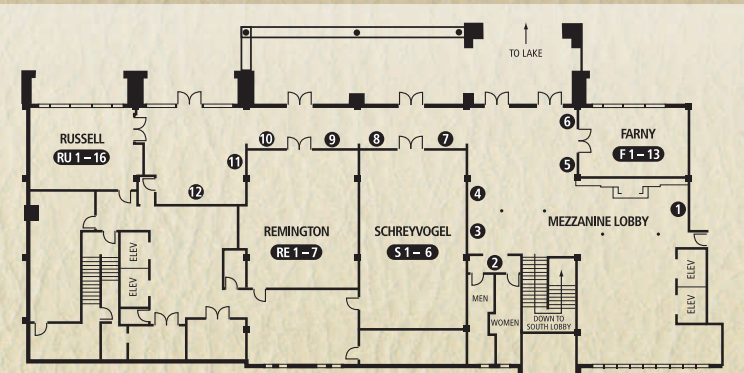 TO LAKE
RUSSELL
RU 1 – 16
6
FARNY
F 1 – 13
5
10
9
8
7
11
12
4
3
1
MEZZANINE LOBBY
REMINGTON
RE 1 – 7
SCHREYVOGEL
S 1 – 6
2
ELEV
ELEV
ELEV
ELEV
MEN
WOMEN
DOWN TO
SOUTH LOBBY